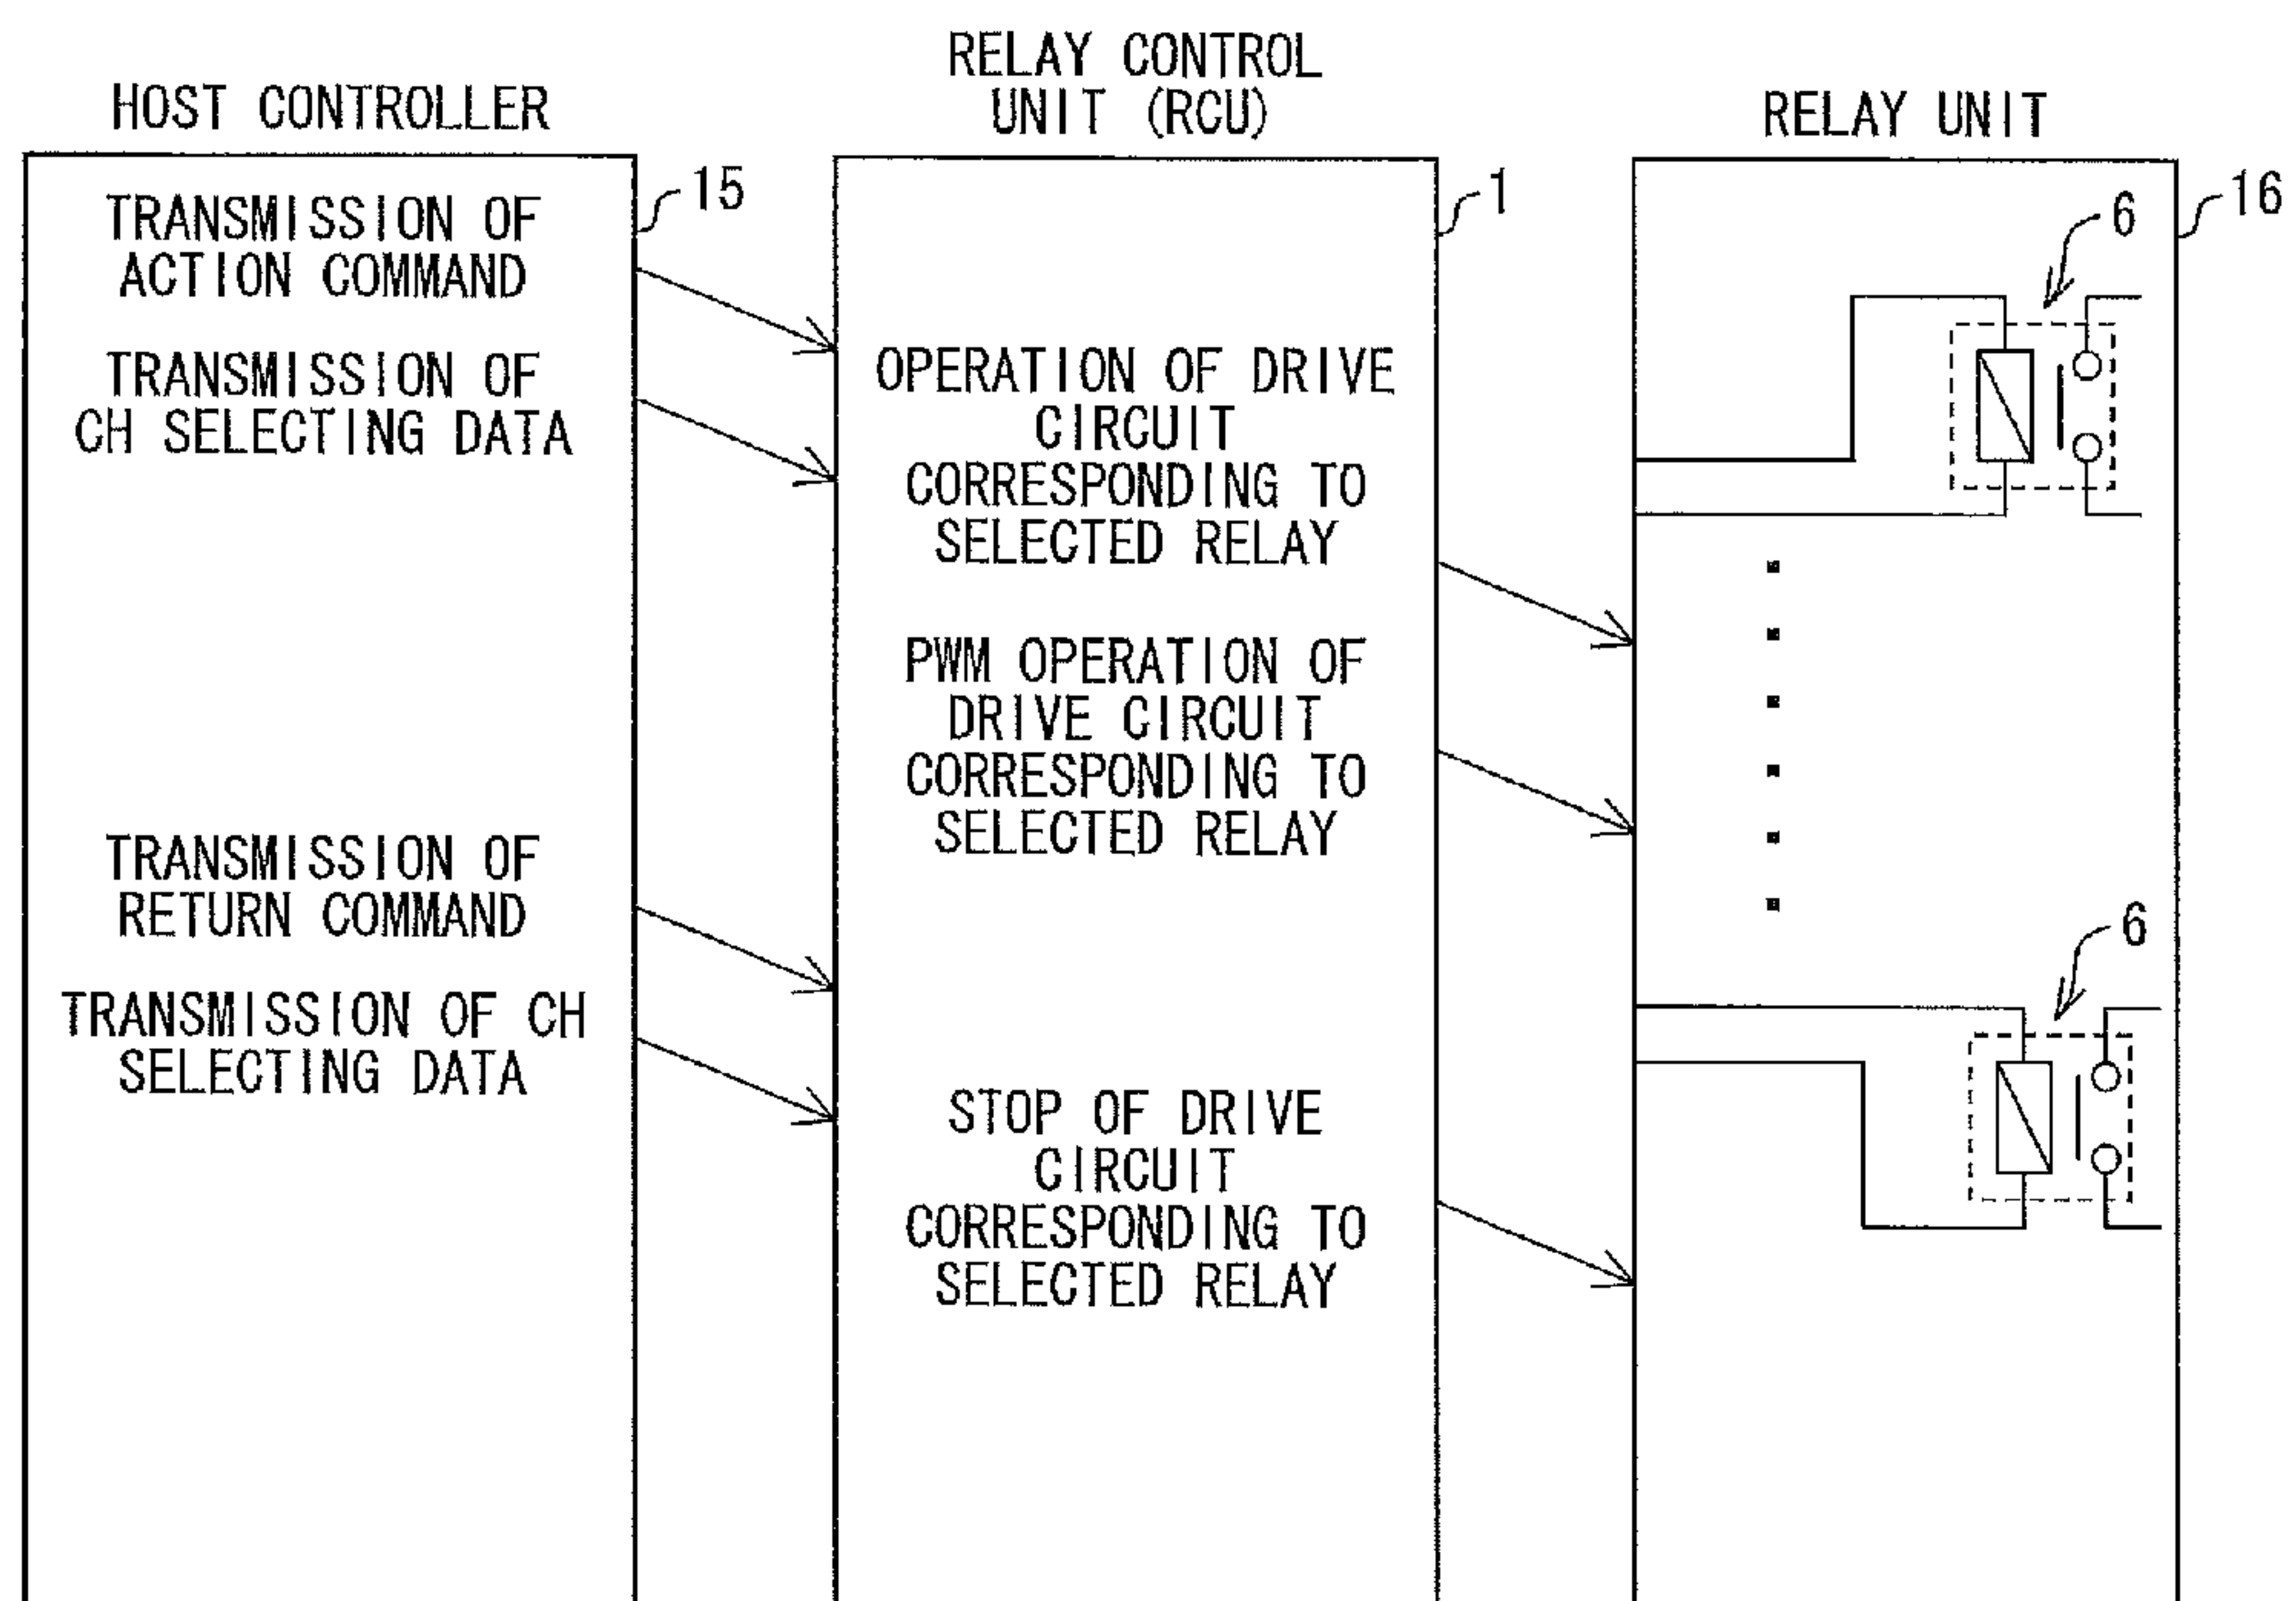 HOST CONTROLLER
RELAY CONTROL
UNIT (RCU)
RELAY UNIT
15
1
16
6
TRANSMISSION OF
ACTION COMMAND
TRANSMISSION OF
CH SELECTING DATA
OPERATION OF DRIVE
CIRCUIT
CORRESPONDING TO
SELECTED RELAY
PWM OPERATION OF
DRIVE CIRCUIT
CORRESPONDING TO
SELECTED RELAY
TRANSMISSION OF
RETURN COMMAND
6
TRANSMISSION OF CH
SELECTING DATA
STOP OF DRIVE
CIRCUIT
CORRESPONDING TO
SELECTED RELAY